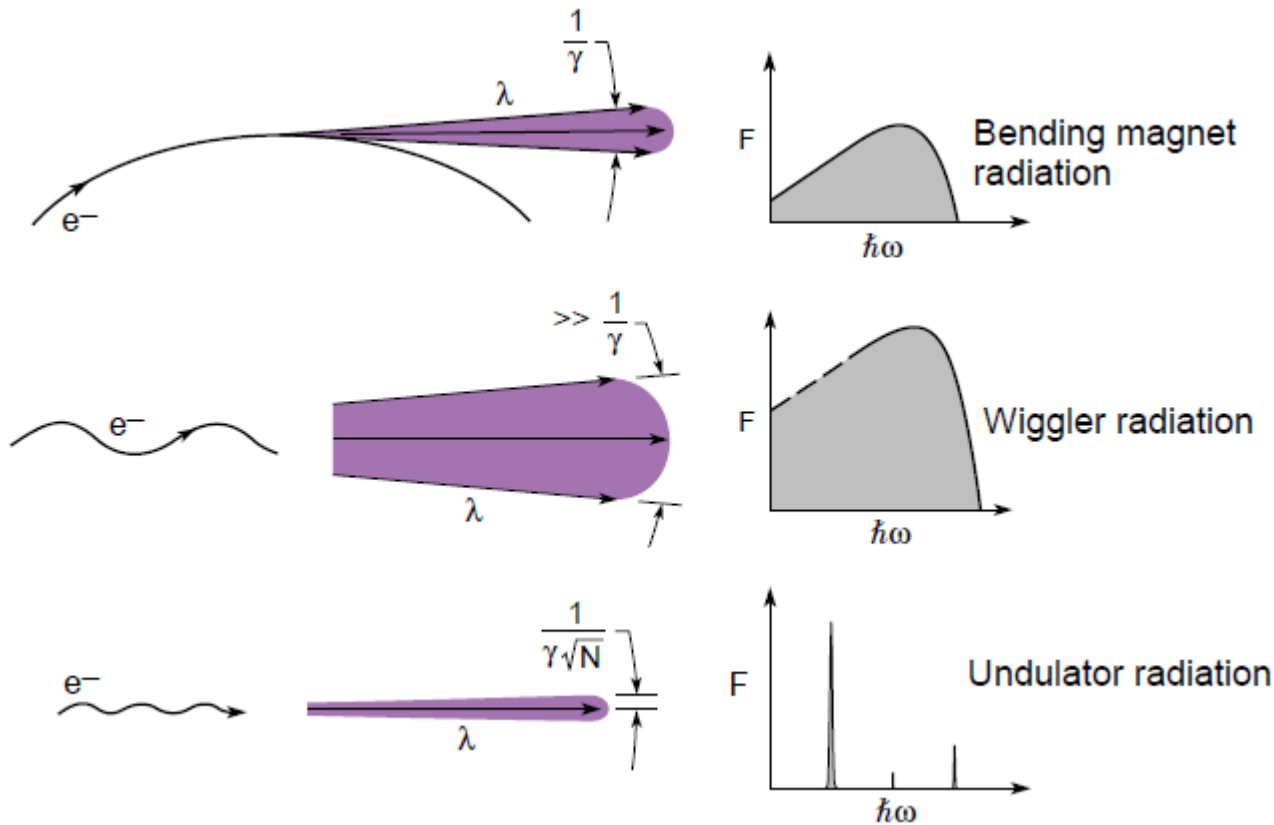 1
γ
λ
e–
F
ħω
Bending magnet
radiation
>> 1
γ
e–
λ
F
ħω
Wiggler radiation
1
γ√N
e–
λ
F
ħω
Undulator radiation